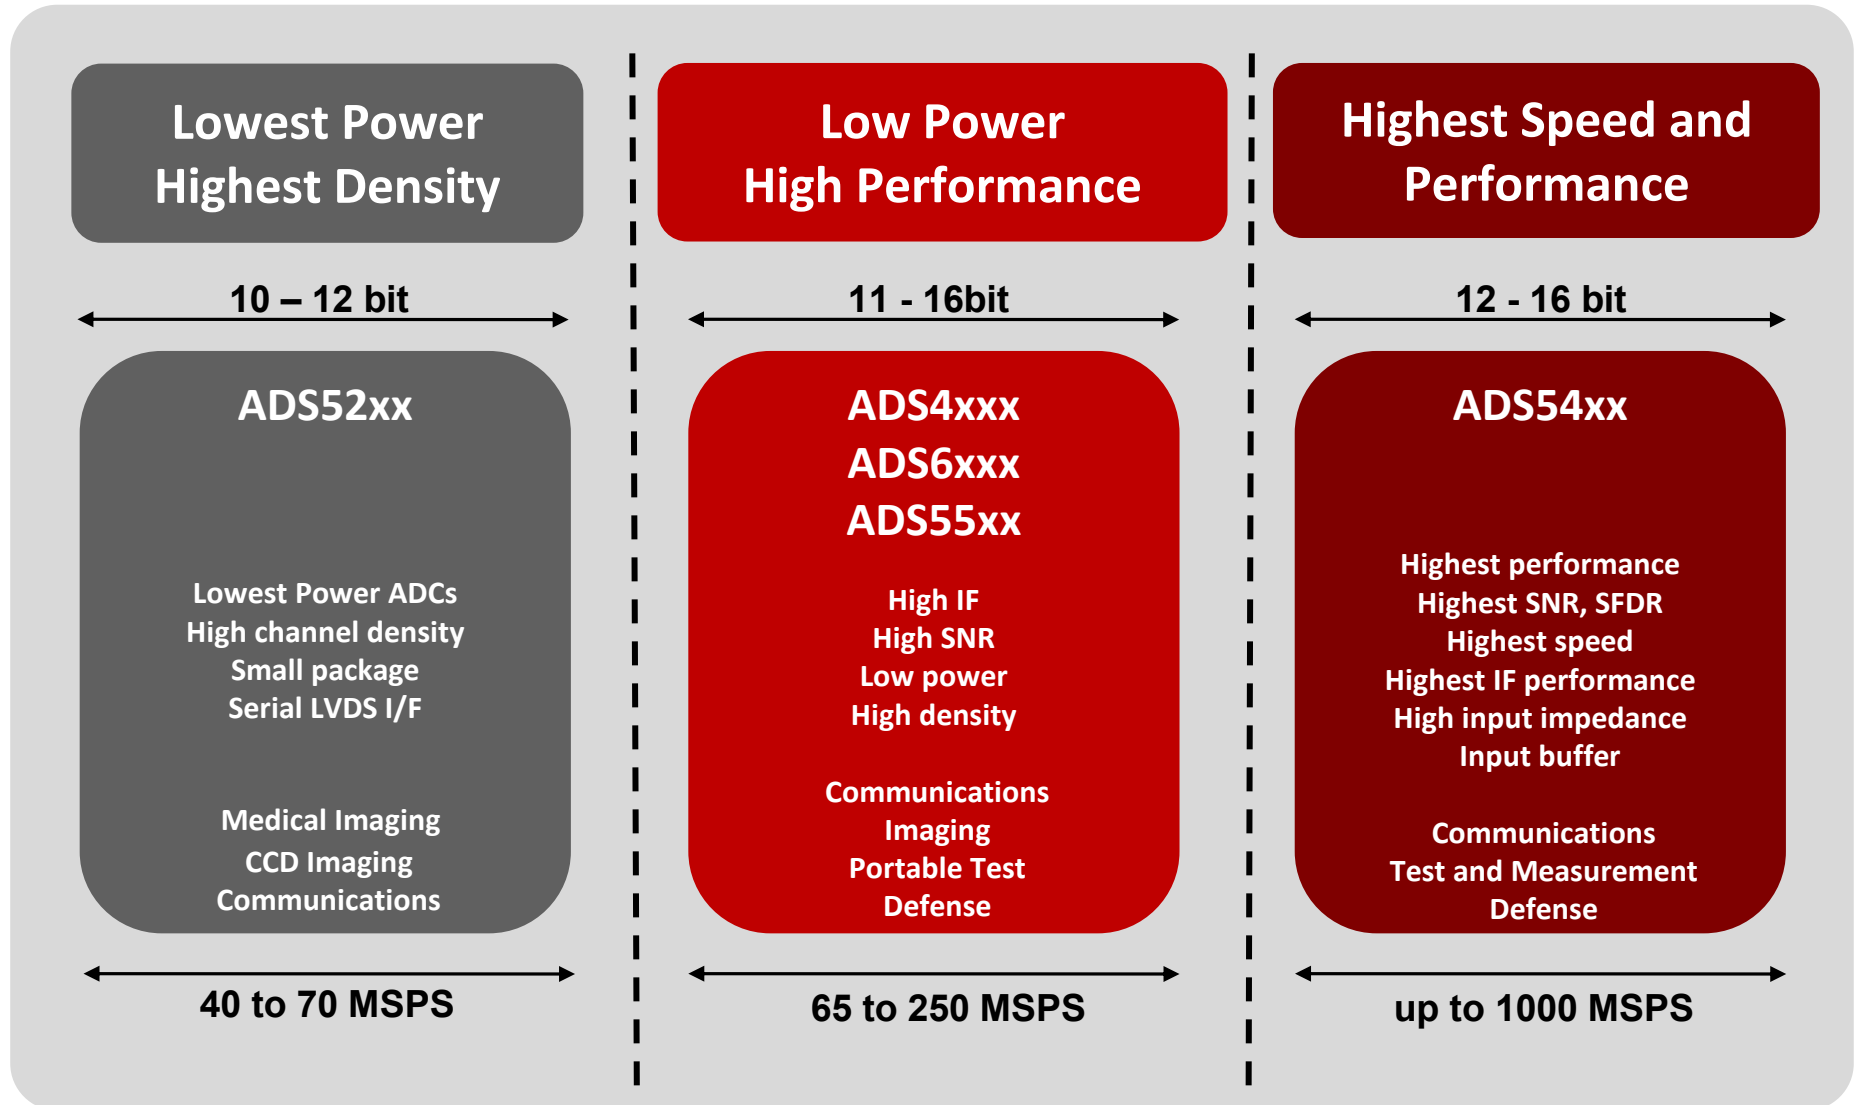 Lowest Power
Highest Density
10 – 12 bit
ADS52xx
Lowest Power ADCs
High channel density
Small package
Serial LVDS I/F
Medical Imaging
CCD Imaging
Communications
40 to 70 MSPS
Low Power
High Performance
11 - 16bit
ADS4xxx
ADS6xxx
ADS55xx
High IF
High SNR
Low power
High density
Communications
Imaging
Portable Test
Defense
65 to 250 MSPS
Highest Speed and
Performance
12 - 16 bit
ADS54xx
Highest performance
Highest SNR, SFDR
Highest speed
Highest IF performance
High input impedance
Input buffer
Communications
Test and Measurement
Defense
up to 1000 MSPS